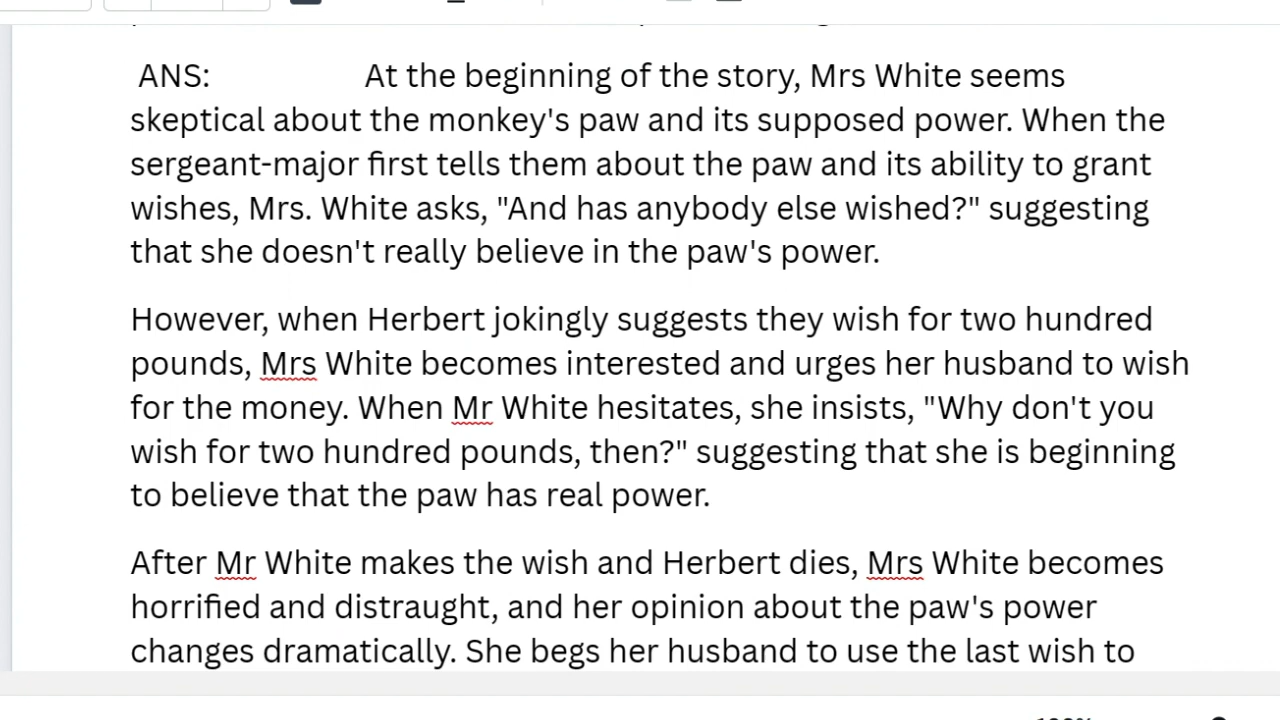 ANS: At the beginning of the story, Mrs White seems
skeptical about the monkey's paw and its supposed power. When the
sergeant-major first tells them about the paw and its ability to grant
wishes, Mrs. White asks, "And has anybody else wished?" suggesting
that she doesn't really believe in the paw's power.
However, when Herbert jokingly suggests they wish for two hundred
pounds, Mrs White becomes interested and urges her husband to wish
for the money. When Mr White hesitates, she insists, "Why don't you
wish for two hundred pounds, then?" suggesting that she is beginning
to believe that the paw has real power.
After Mr White makes the wish and Herbert dies, Mrs White becomes
horrified and distraught, and her opinion about the paw's power
changes dramatically. She begs her husband to use the last wish to